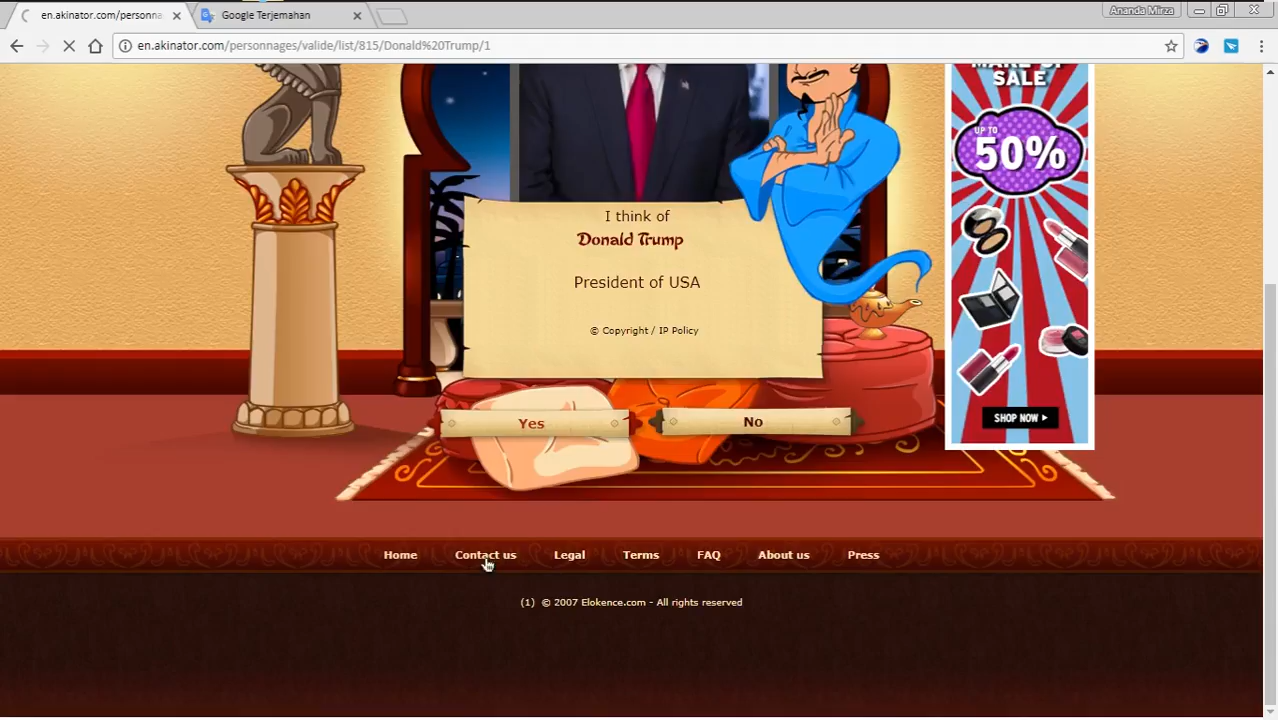 en.akinator.com/personna
Google Terjemahan
Ananda Mirza
en.akinator.com/personnages/valide/list/815/Donald%20Trump/1
SALE
UP TO
50%
SHOP NOW
I think of
Donald Trump
President of USA
© Copyright / IP Policy
Yes
No
Home
Contact us
Legal
Terms
FAQ
About us
Press
(1) © 2007 Elokence.com - All rights reserved